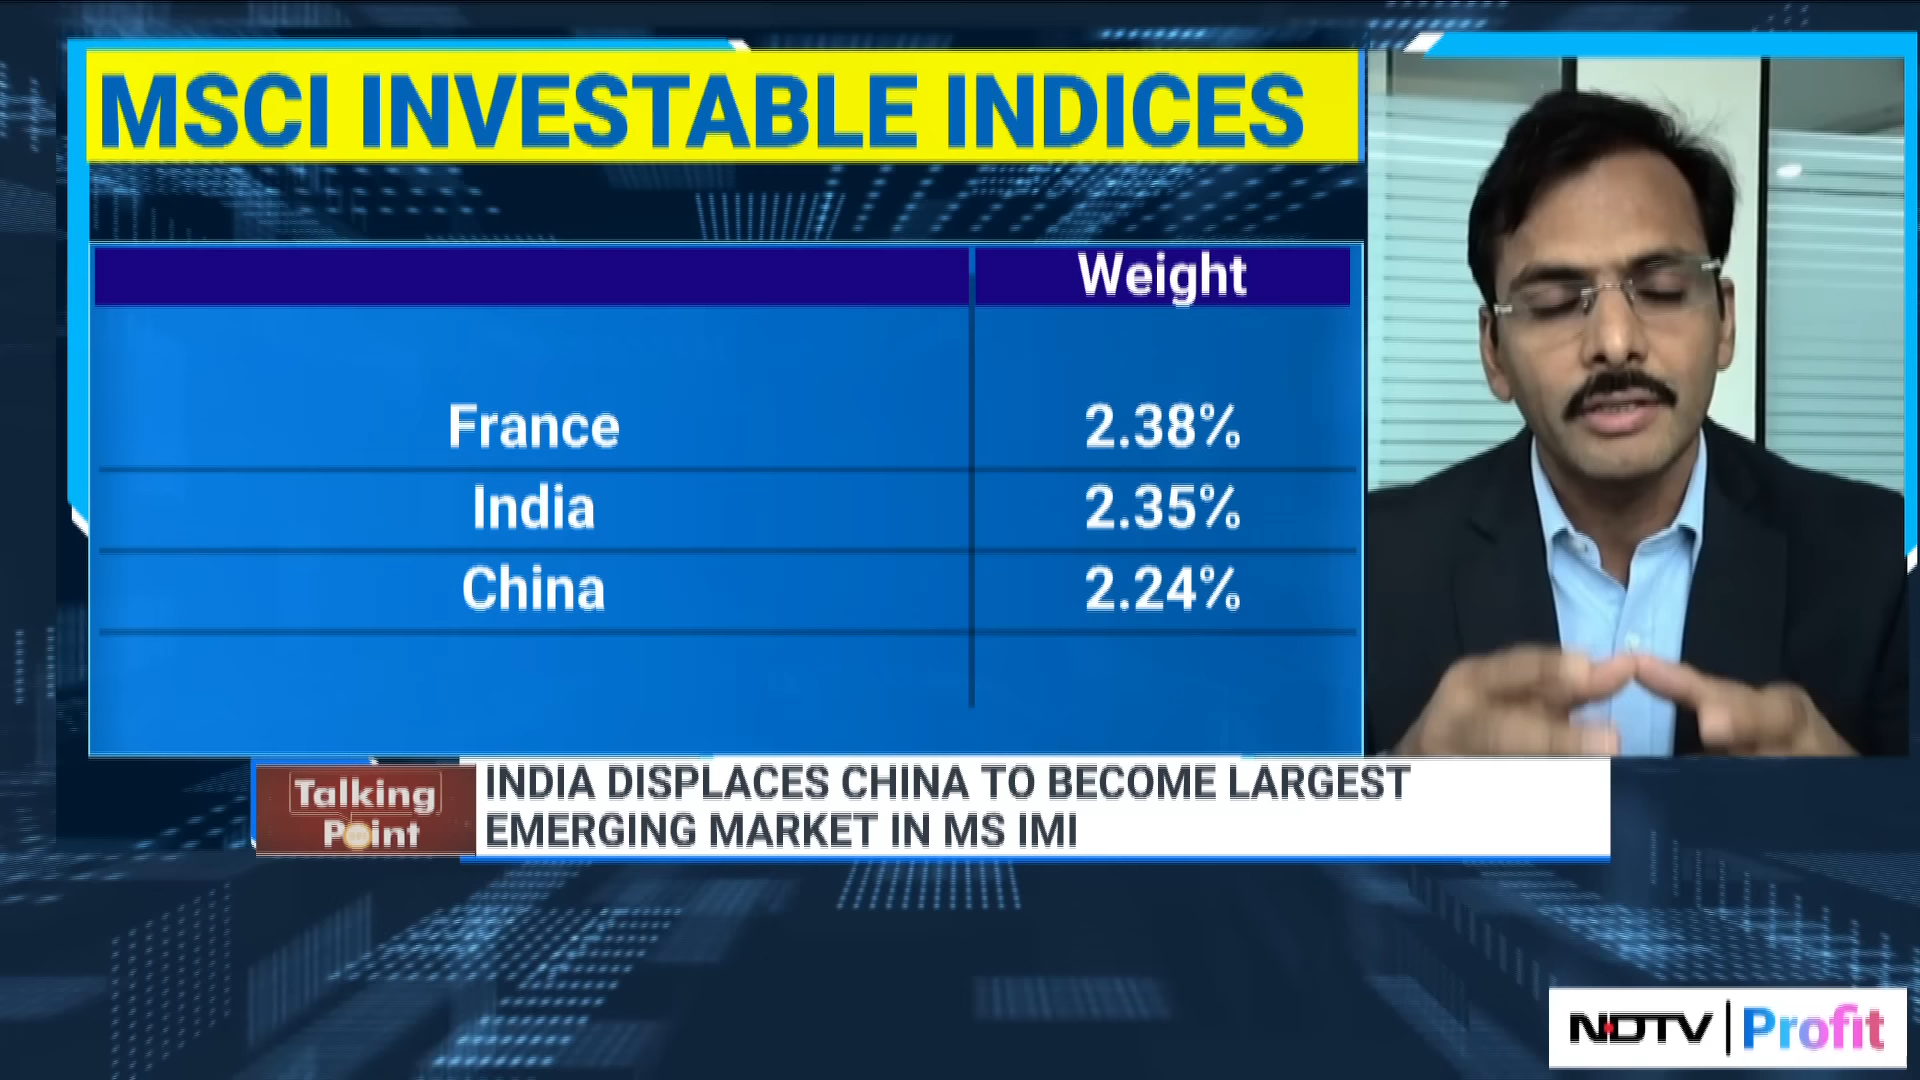 MSCI INVESTABLE INDICES
Weight
France 2.38%
India 2.35%
China 2.24%
Talking
Point
INDIA DISPLACES CHINA TO BECOME LARGEST
EMERGING MARKET IN MS IMI
NDTV | Profit